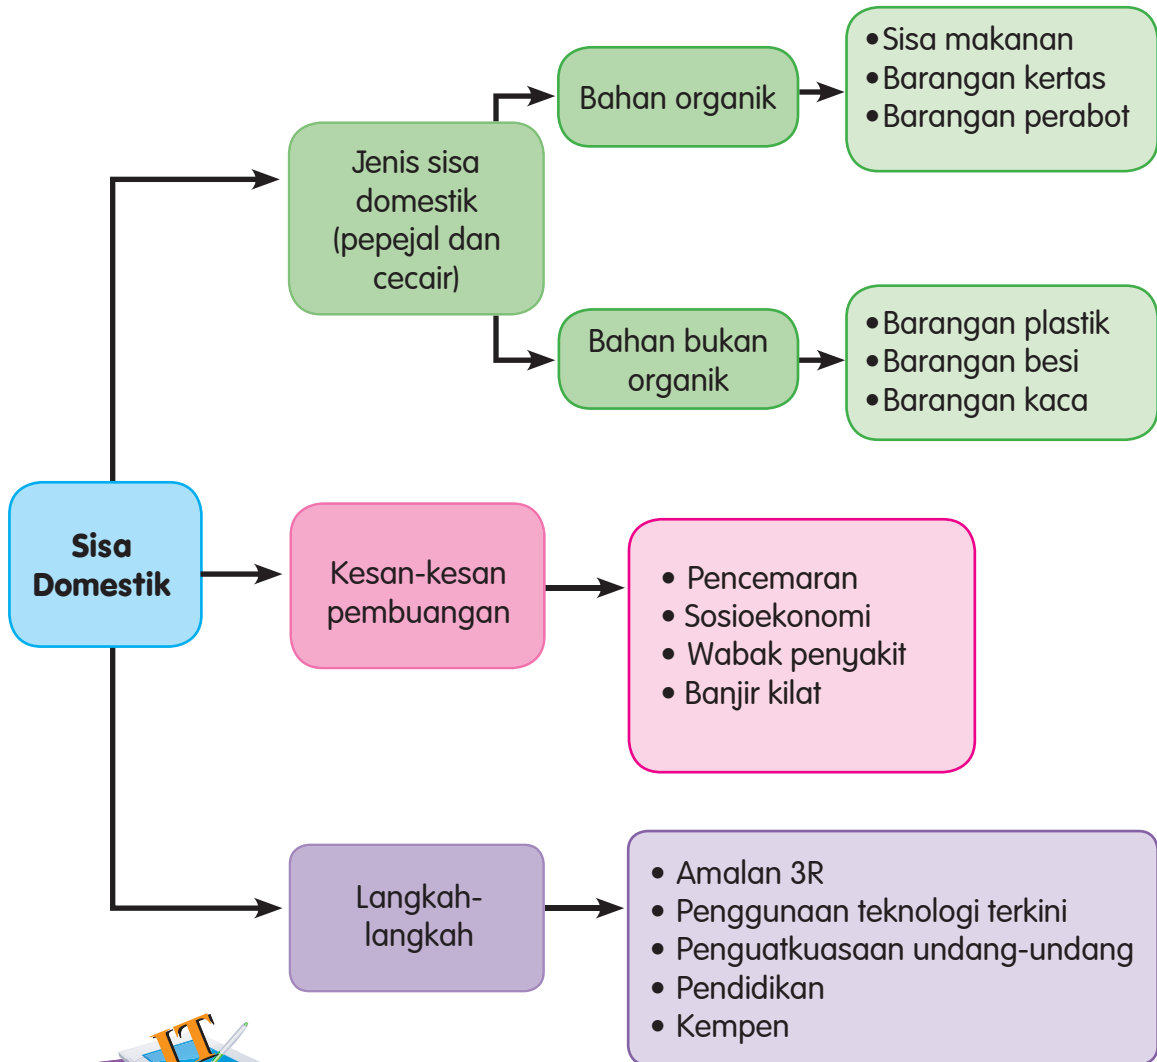 Sisa
Domestik
Jenis sisa
domestik
(pepejal dan
cecair)
Bahan organik
•Sisa makanan
•Barangan kertas
•Barangan perabot
Bahan bukan
organik
•Barangan plastik
•Barangan besi
•Barangan kaca
Kesan-kesan
pembuangan
• Pencemaran
• Sosioekonomi
• Wabak penyakit
• Banjir kilat
Langkah-
langkah
• Amalan 3R
• Penggunaan teknologi terkini
• Penguatkuasaan undang-undang
• Pendidikan
• Kempen
IT